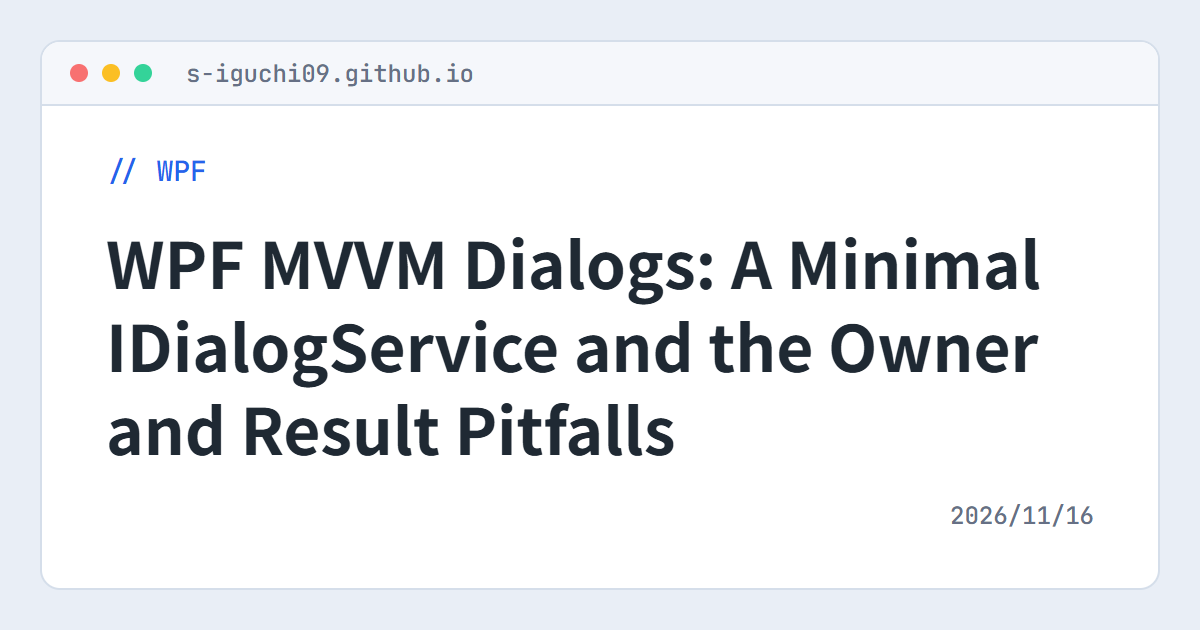 s-iguchi09.github.io
// WPF
WPF MVVM Dialogs: A Minimal
IDialogService and the Owner
and Result Pitfalls
2026/11/16